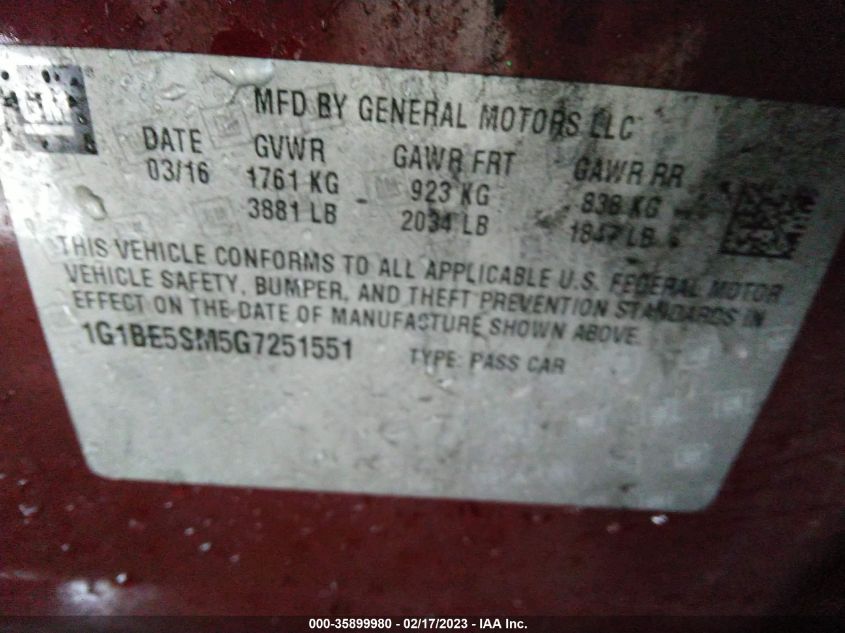 GM
MFD BY GENERAL MOTORS LLC
DATE GVWR GAWR FRT GAWR RR
03/16 1761 KG 923 KG 838 KG
3881 LB 2034 LB 1847 LB
THIS VEHICLE CONFORMS TO ALL APPLICABLE U.S. FEDERAL MOTOR
VEHICLE SAFETY, BUMPER, AND THEFT PREVENTION STANDARDS IN
EFFECT ON THE DATE OF MANUFACTURE SHOWN ABOVE.
1G1BE5SM5G7251551 TYPE: PASS CAR
000-35899980 - 02/17/2023 - IAA Inc.